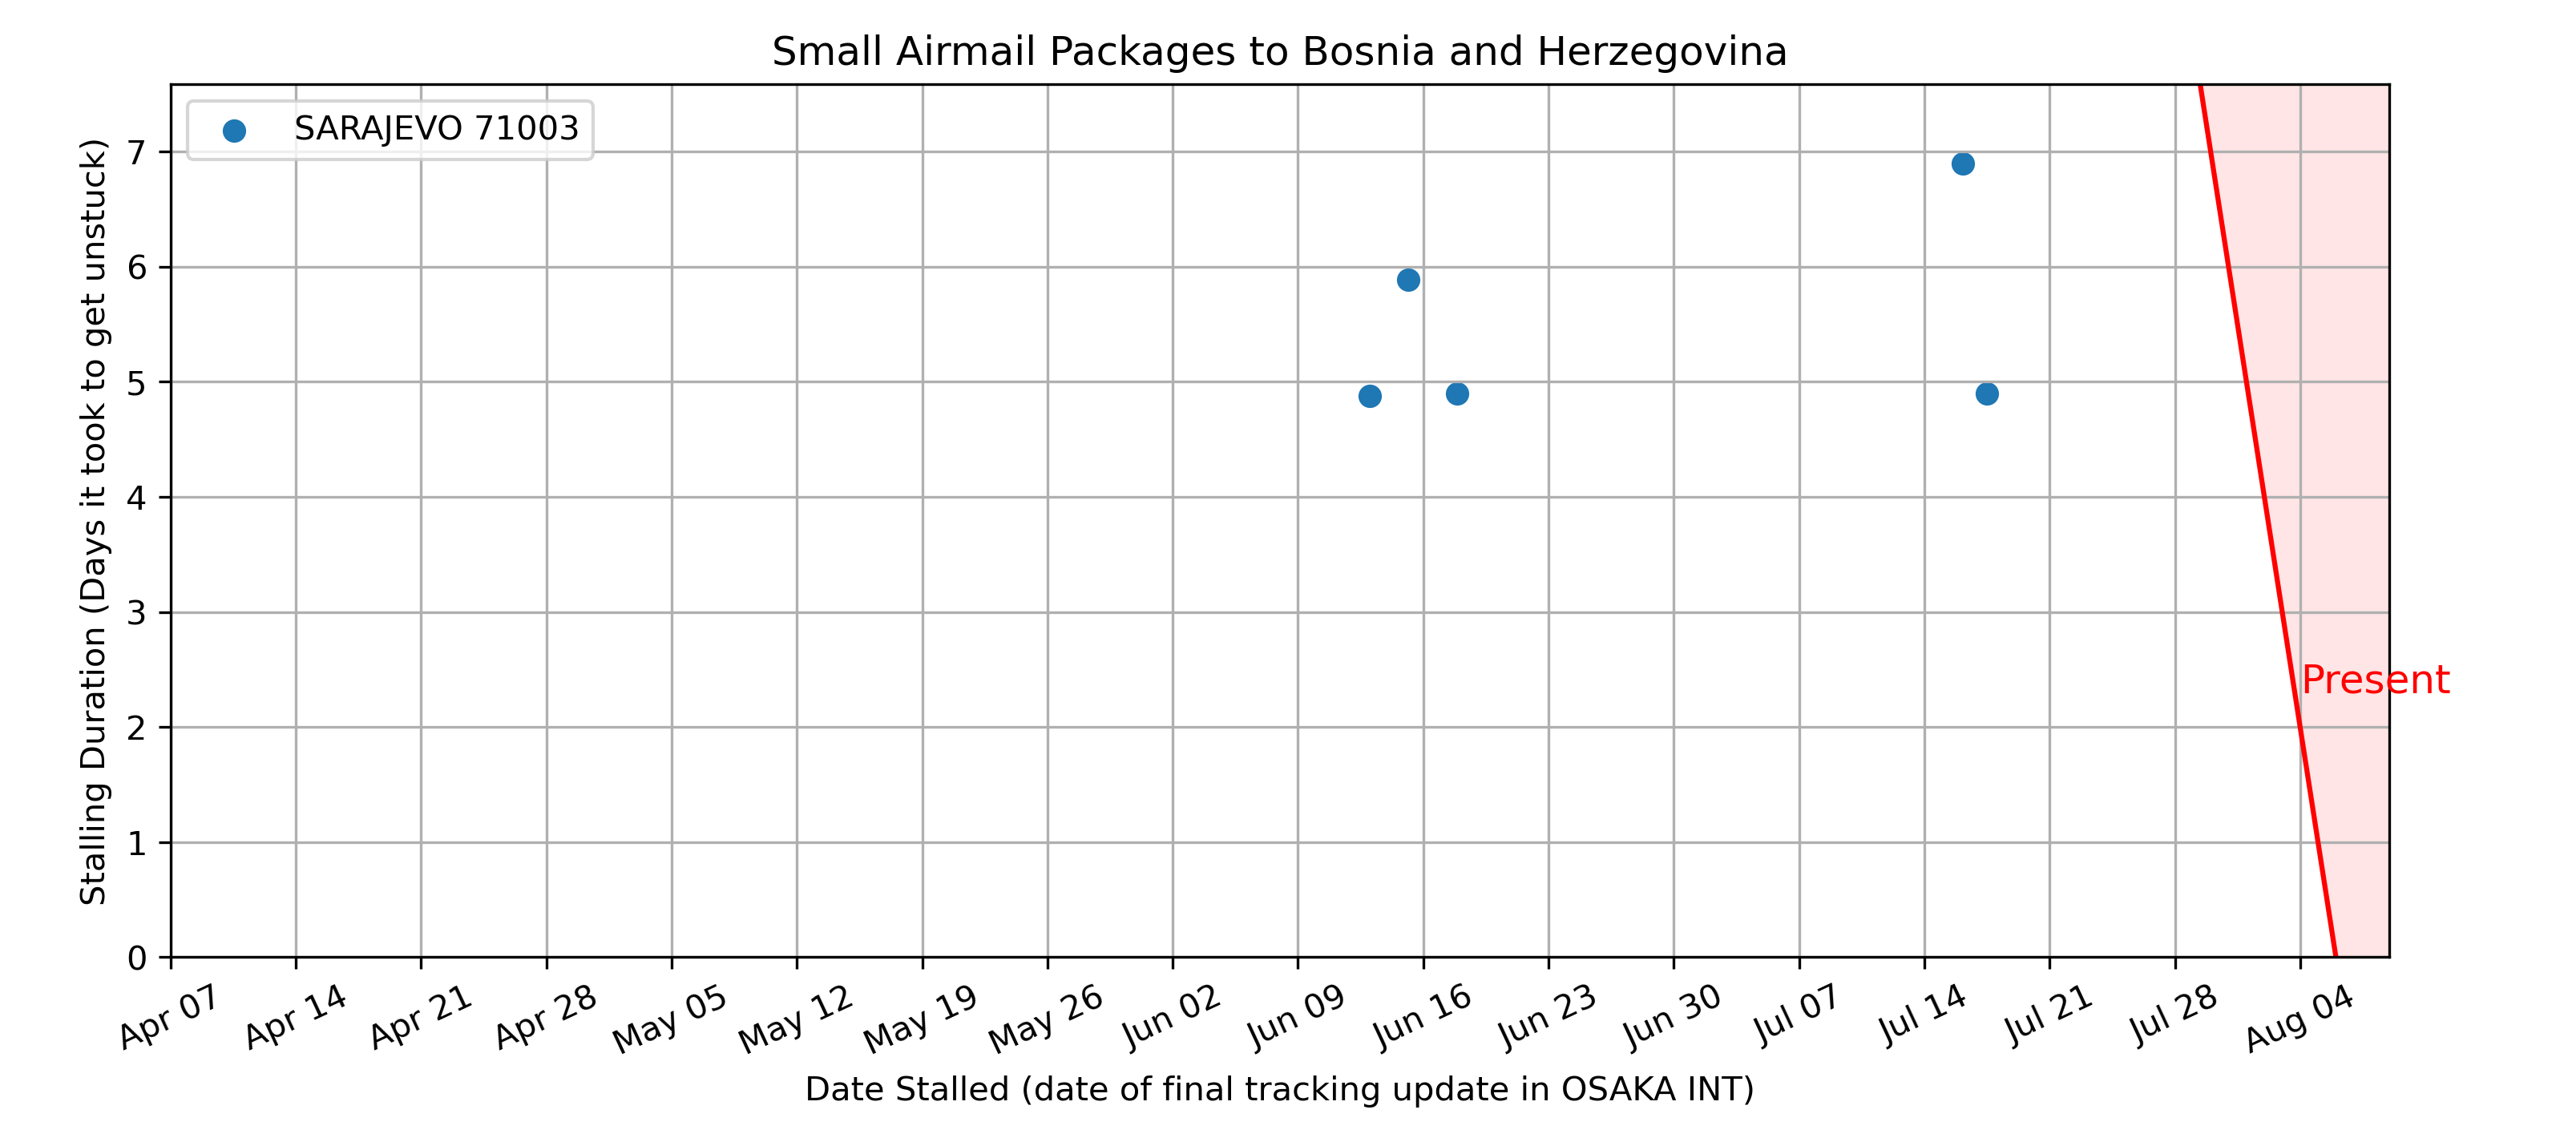 Small Airmail Packages to Bosnia and Herzegovina
SARAJEVO 71003
Stalling Duration (Days it took to get unstuck)
7
6
5
4
3
2
1
0
Present
Apr 07 Apr 14 Apr 21 Apr 28 May 05 May 12 May 19 May 26 Jun 02 Jun 09 Jun 16 Jun 23 Jun 30 Jul 07 Jul 14 Jul 21 Jul 28 Aug 04
Date Stalled (date of final tracking update in OSAKA INT)